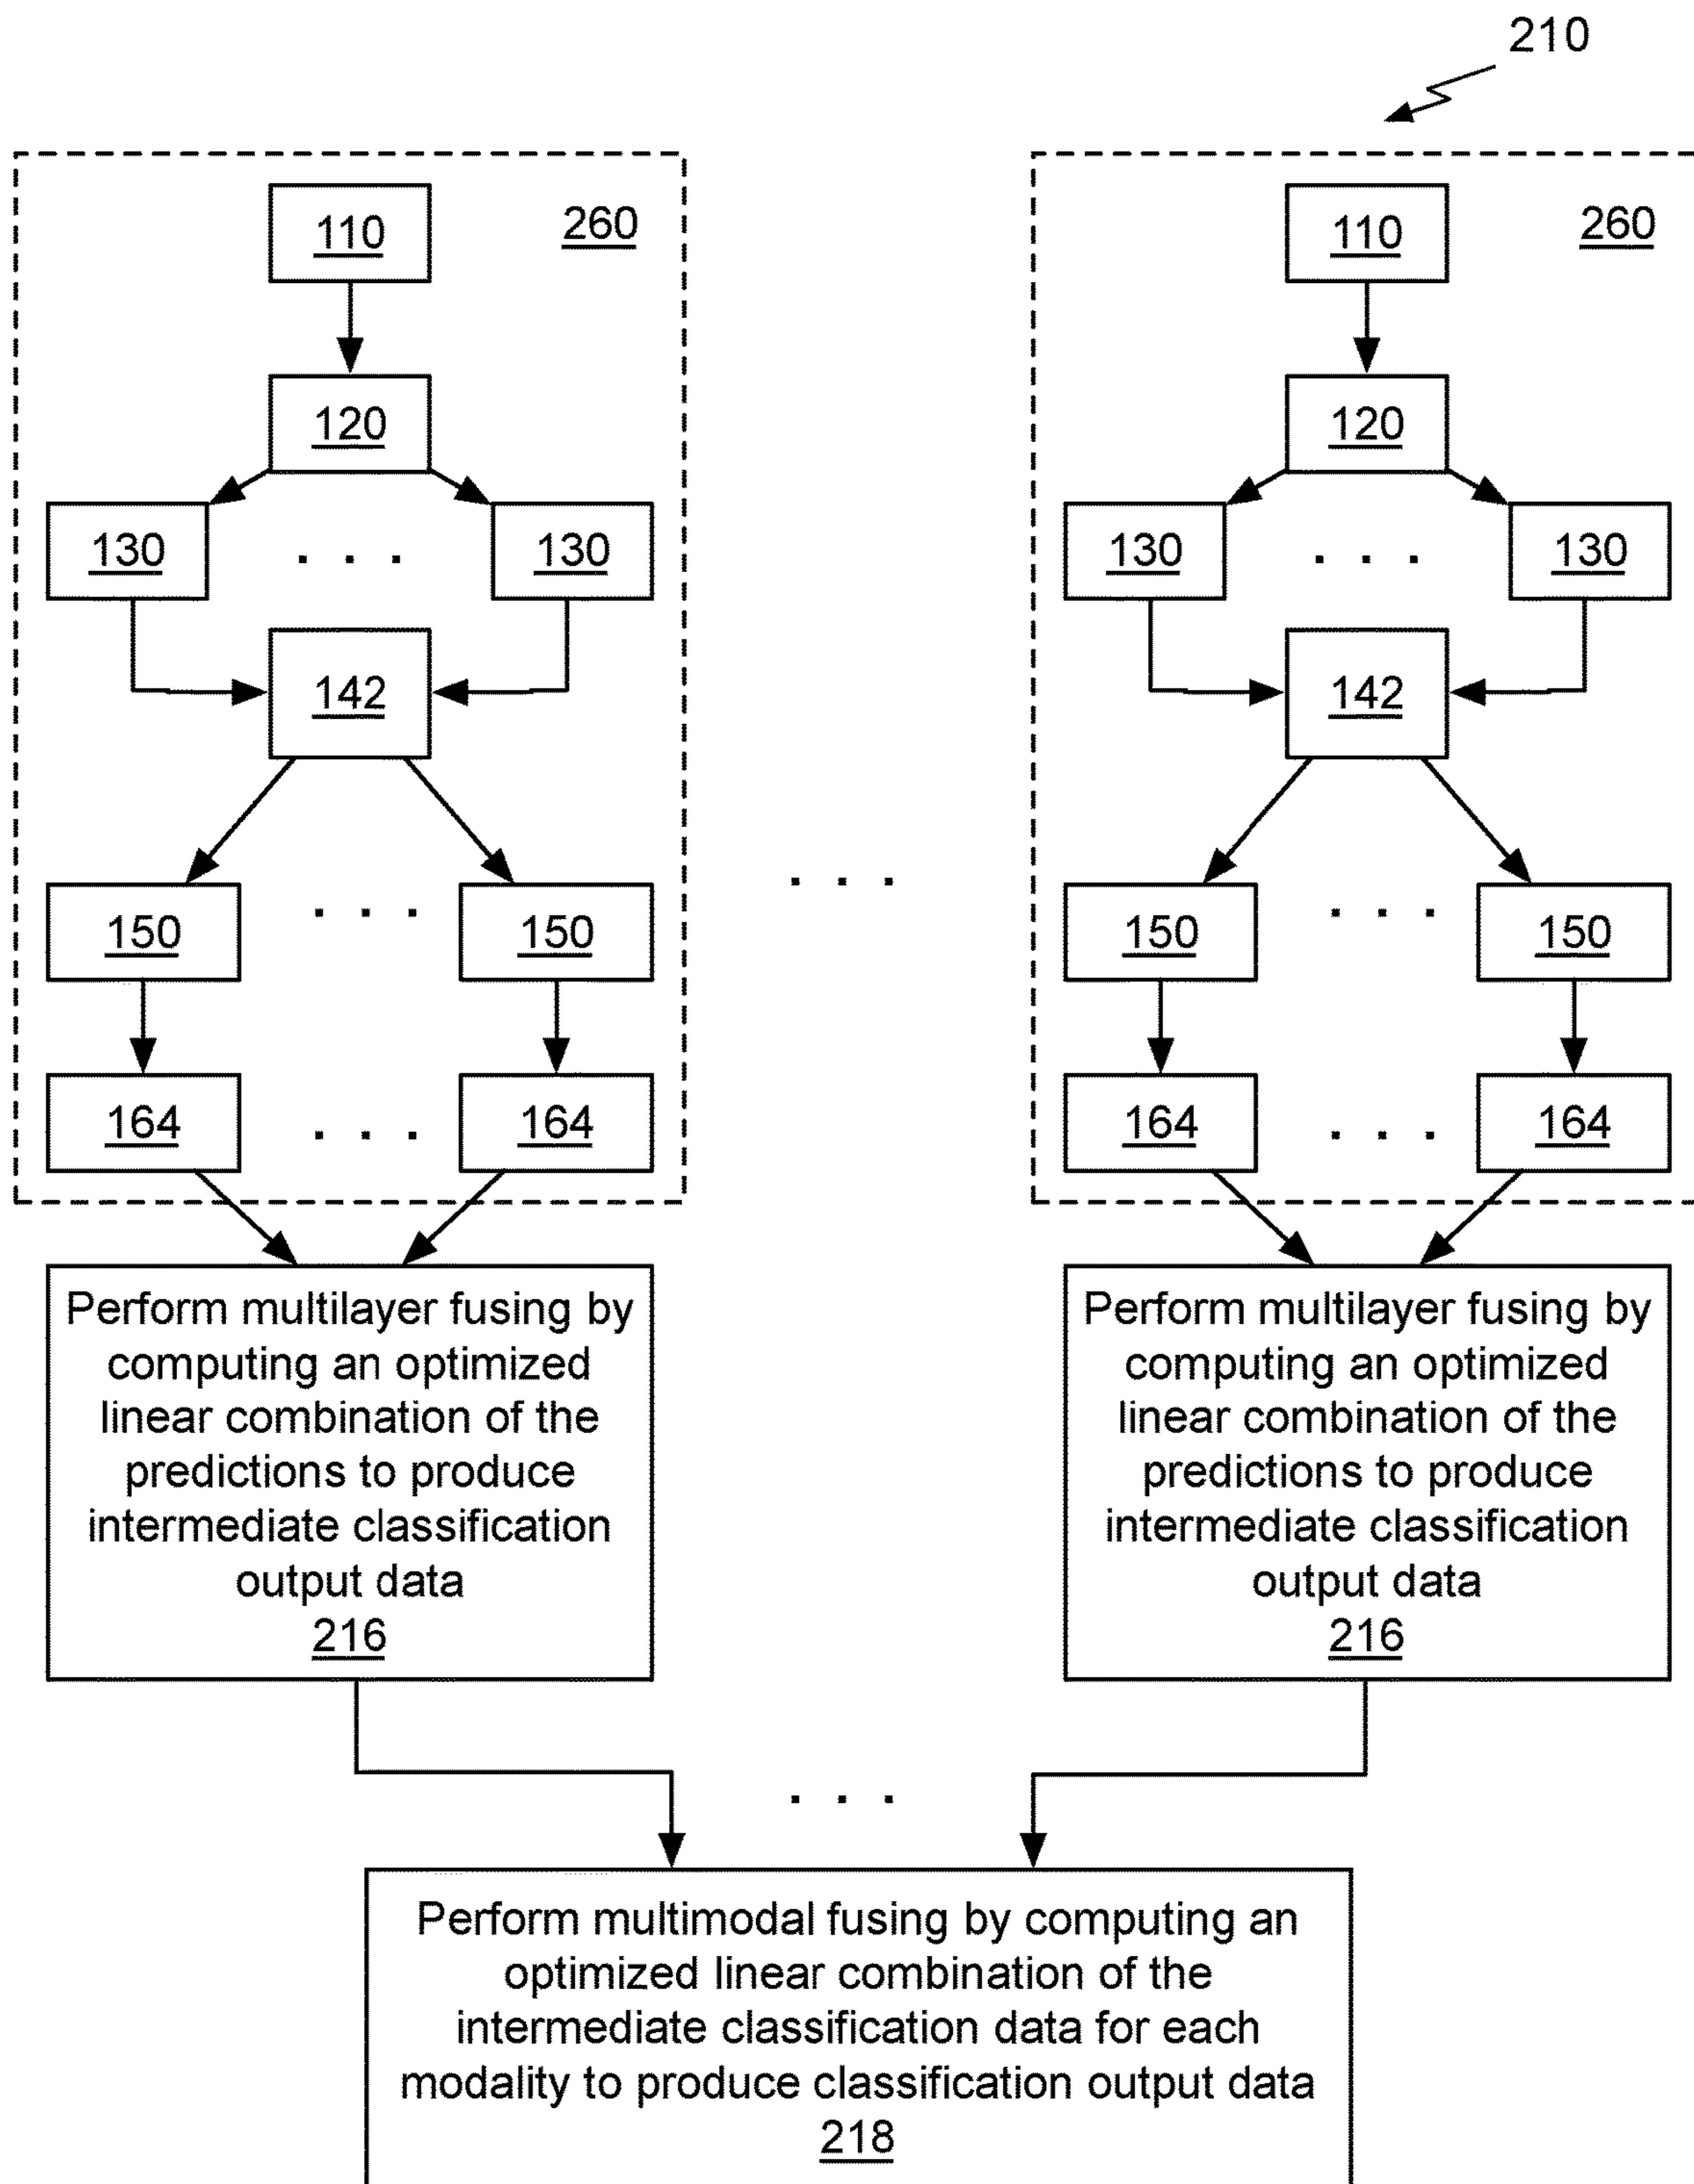 210
110
260
120
130
. . .
130
142
150
. . .
150
164
. . .
164
Perform multilayer fusing by
computing an optimized
linear combination of the
predictions to produce
intermediate classification
output data
216
. . .
110
260
120
130
. . .
130
142
150
. . .
150
164
. . .
164
Perform multilayer fusing by
computing an optimized
linear combination of the
predictions to produce
intermediate classification
output data
216
. . .
Perform multimodal fusing by computing an
optimized linear combination of the
intermediate classification data for each
modality to produce classification output data
218